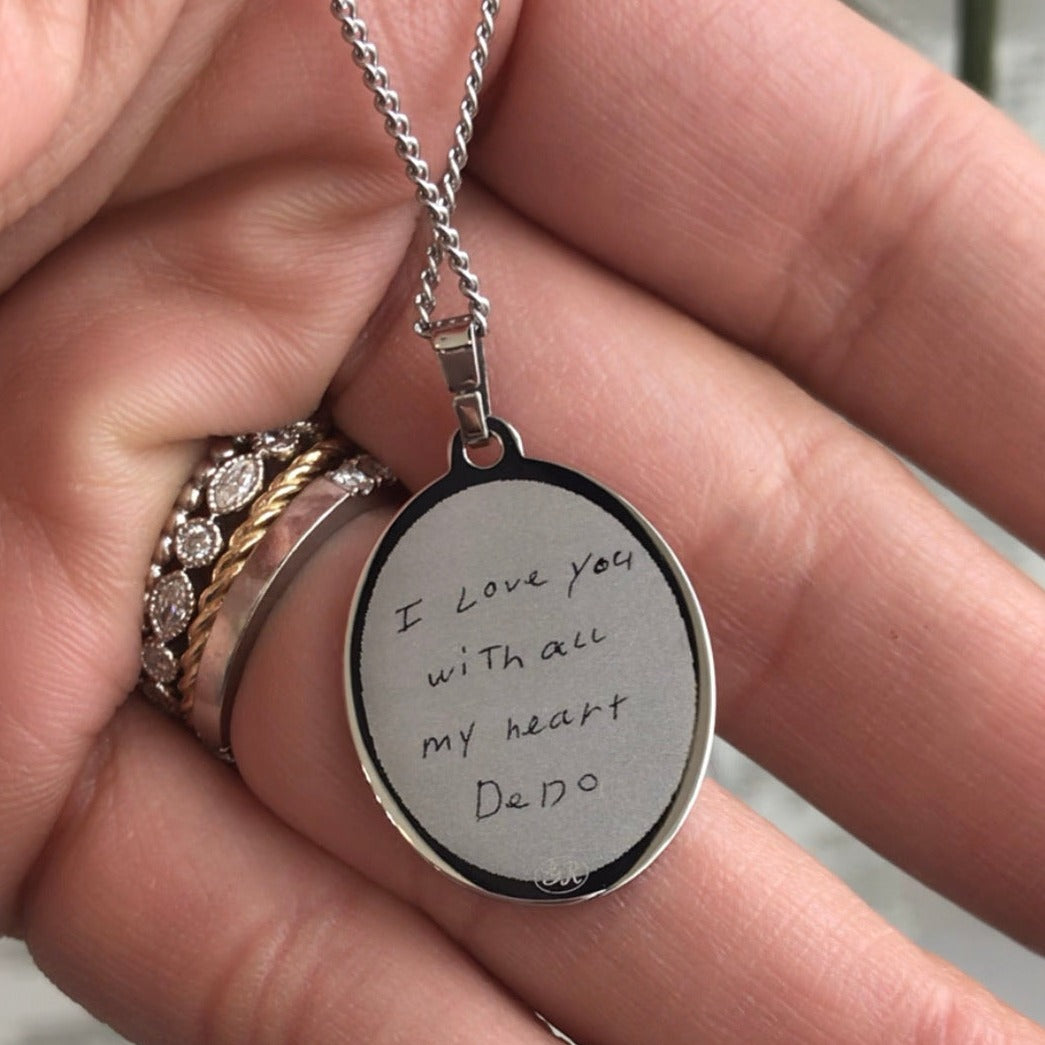 I Love you
with all
my heart
DeDO